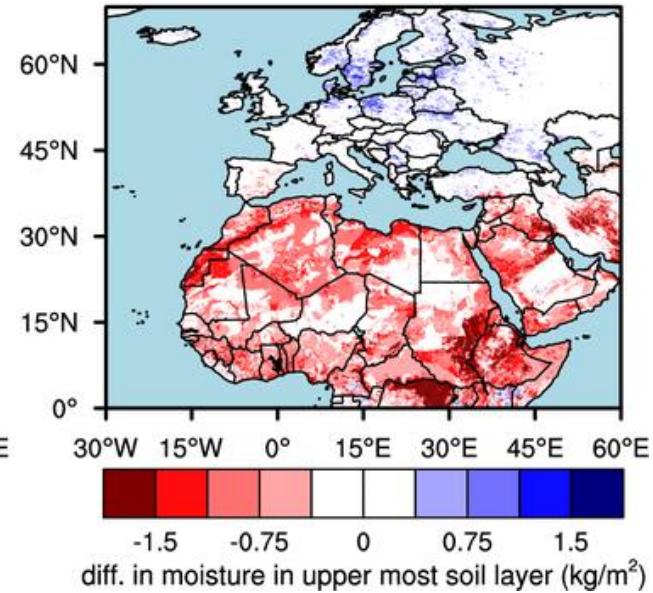 60°N
45°N
30°N
15°N
0°
E 30°W 15°W 0° 15°E 30°E 45°E 60°E
-1.5 -0.75 0 0.75 1.5
diff. in moisture in upper most soil layer (kg/m²)